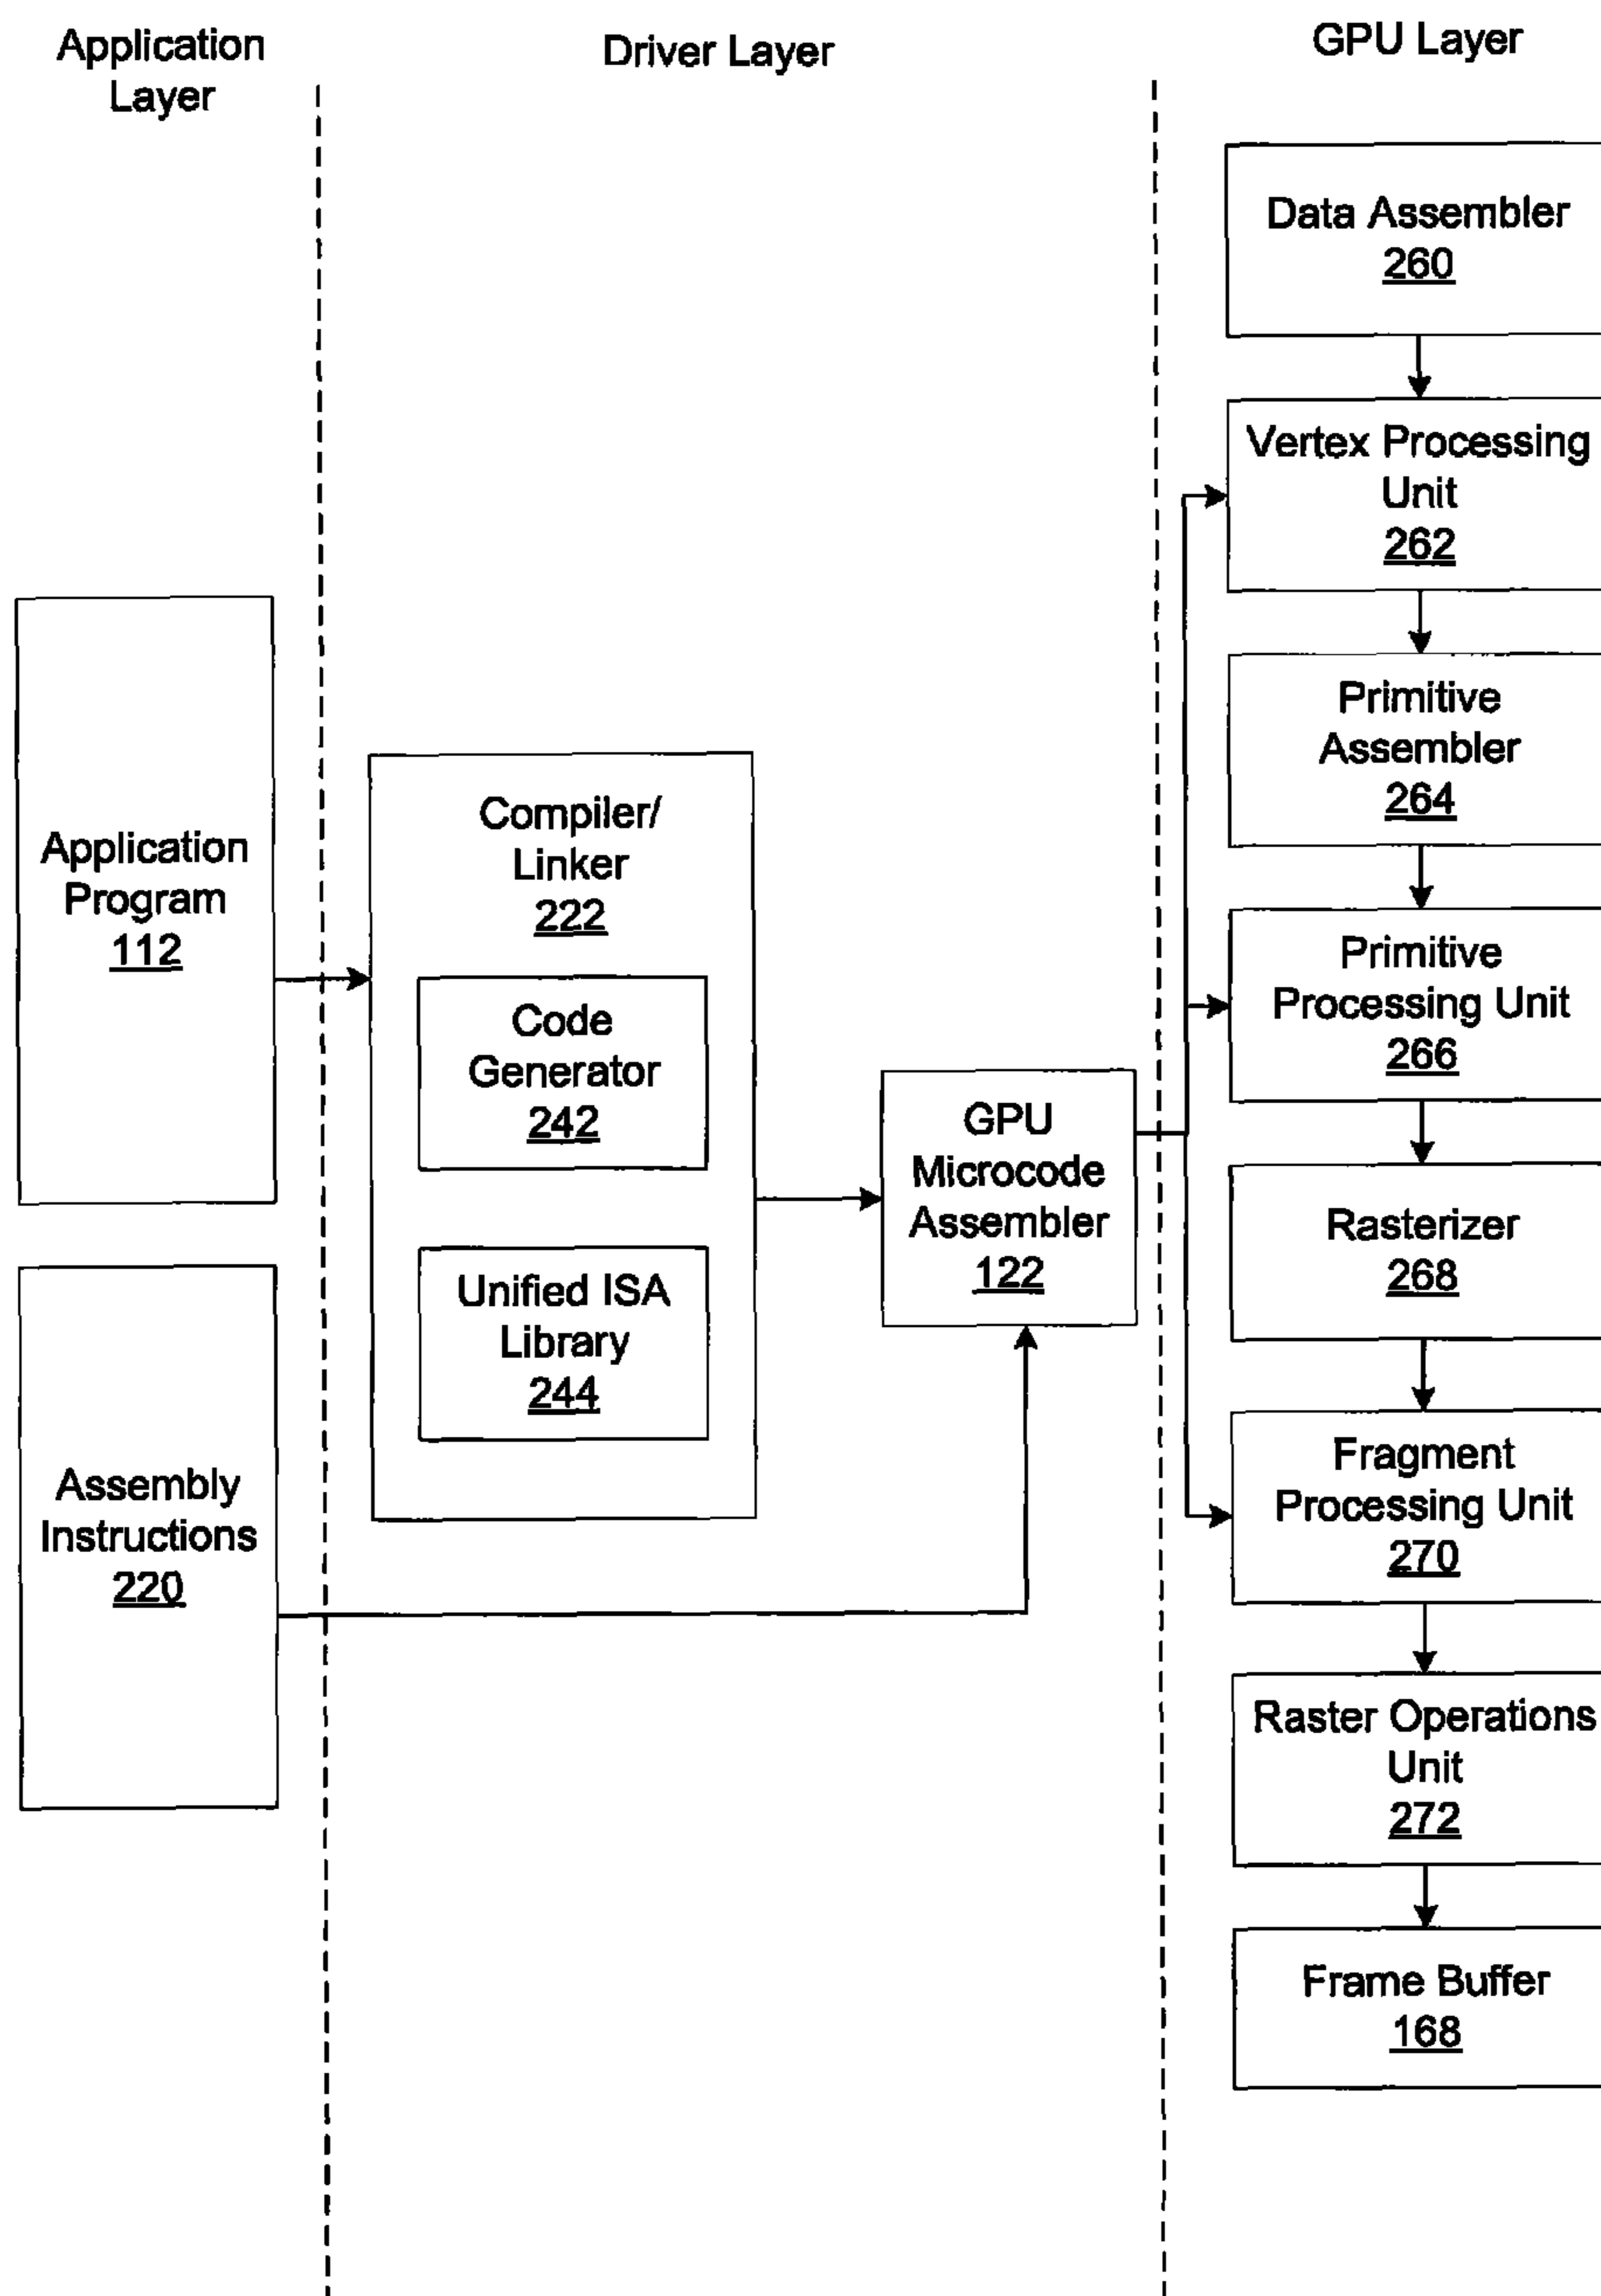 Application
Layer
Driver Layer
GPU Layer
Application
Program
112
Assembly
Instructions
220
Compiler/
Linker
222
Code
Generator
242
Unified ISA
Library
244
GPU
Microcode
Assembler
122
Data Assembler
260
Vertex Processing
Unit
262
Primitive
Assembler
264
Primitive
Processing Unit
266
Rasterizer
268
Fragment
Processing Unit
270
Raster Operations
Unit
272
Frame Buffer
168